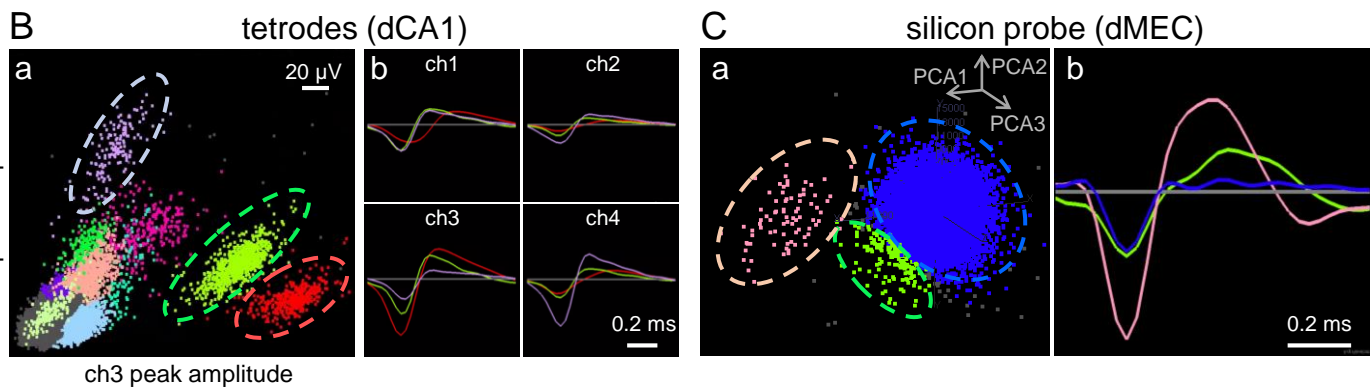 B tetrodes (dCA1)
a
20 µV
b
ch1
ch2
ch3
ch4
0.2 ms
ch3 peak amplitude
C silicon probe (dMEC)
a
PCA1
PCA2
PCA3
b
0.2 ms